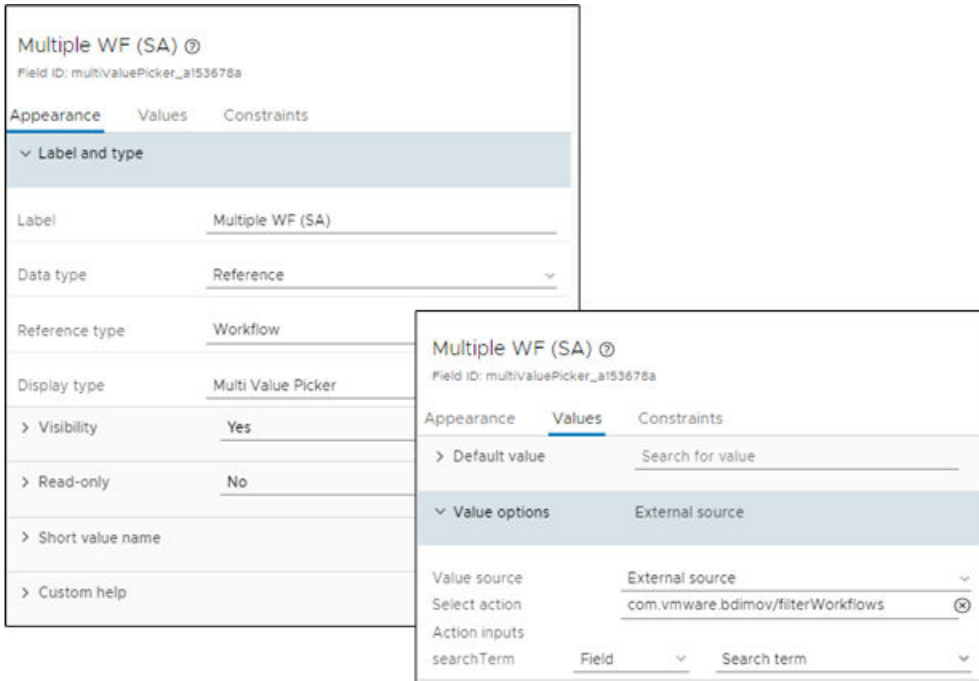 Multiple WF (SA)
Field ID: multiValuePicker_a153678a
Appearance Values Constraints
Label and type
Label Multiple WF (SA)
Data type Reference
Reference type Workflow
Display type Multi Value Picker
Visibility Yes
Read-only No
Short value name
Custom help
Multiple WF (SA)
Field ID: multiValuePicker_a153678a
Appearance Values Constraints
Default value Search for value
Value options External source
Value source External source
Select action com.vmware.bdimov/filterWorkflows
Action inputs
searchTerm Field Search term